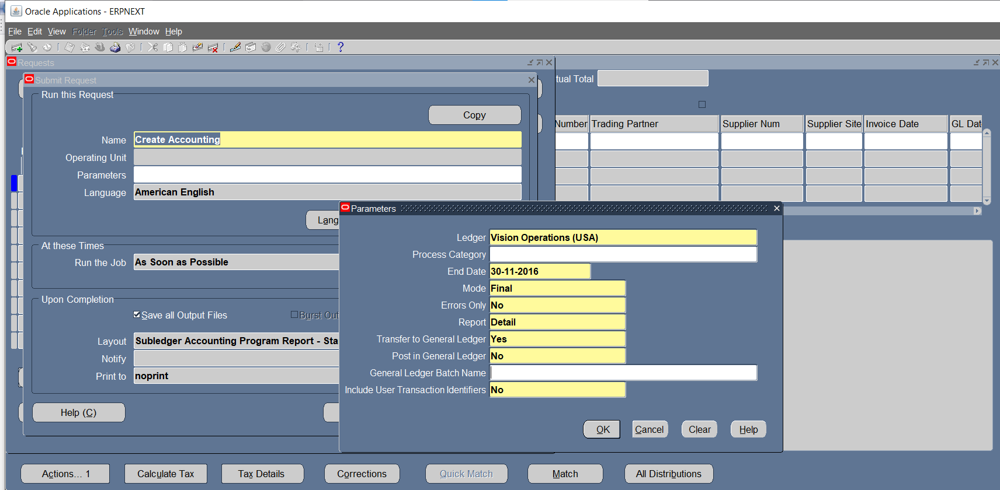 Oracle Applications - ERPNEXT
File Edit View Folder Tools Window Help
Requests
Submit Request
Run this Request
Copy
Name Create Accounting
Operating Unit
Parameters
Language American English
Lang
At these Times
Run the Job As Soon as Possible
Upon Completion
Save all Output Files Burst Out
Layout Subledger Accounting Program Report - Sta
Notify
Print to noprint
Help (C)
tual Total
Number Trading Partner Supplier Num Supplier Site Invoice Date GL Dat
Parameters
Ledger Vision Operations (USA)
Process Category
End Date 30-11-2016
Mode Final
Errors Only No
Report Detail
Transfer to General Ledger Yes
Post in General Ledger No
General Ledger Batch Name
Include User Transaction Identifiers No
OK Cancel Clear Help
Actions... 1 Calculate Tax Tax Details Corrections Quick Match Match All Distributions